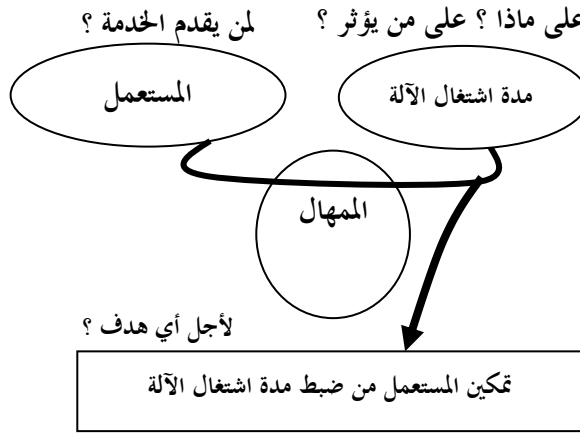 على ماذا ؟ على من يؤثر ؟
لمن يقدم الخدمة ؟
مدة اشتغال الآلة
المستعمل
الممهال
لأجل أي هدف ؟
تمكين المستعمل من ضبط مدة اشتغال الآلة